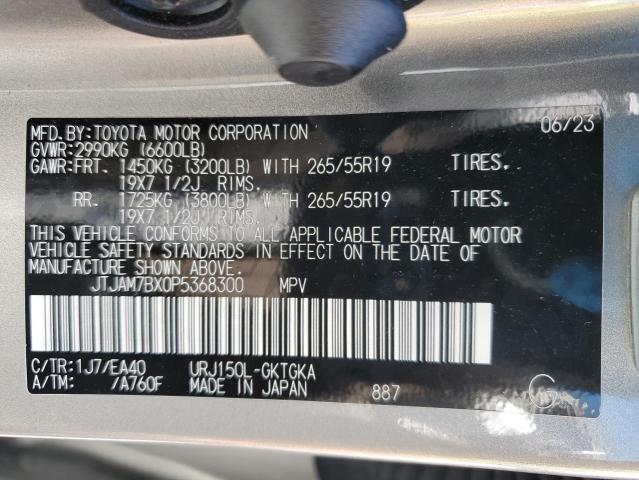 MFD.BY:TOYOTA MOTOR CORPORATION 06/23
GVWR:2990KG (6600LB)
GAWR:FRT. 1450KG (3200LB) WITH 265/55R19 TIRES.
19X7 1/2J RIMS.
RR. 1725KG (3800LB) WITH 265/55R19 TIRES.
19X7 1/2J RIMS.
THIS VEHICLE CONFORMS TO ALL APPLICABLE FEDERAL MOTOR
VEHICLE SAFETY STANDARDS IN EFFECT ON THE DATE OF
MANUFACTURE SHOWN ABOVE.
JTJAM7BX0P5368300 MPV
C/TR:1J7/EA40 URJ150L-GKTGKA
A/TM: /A760F MADE IN JAPAN 887